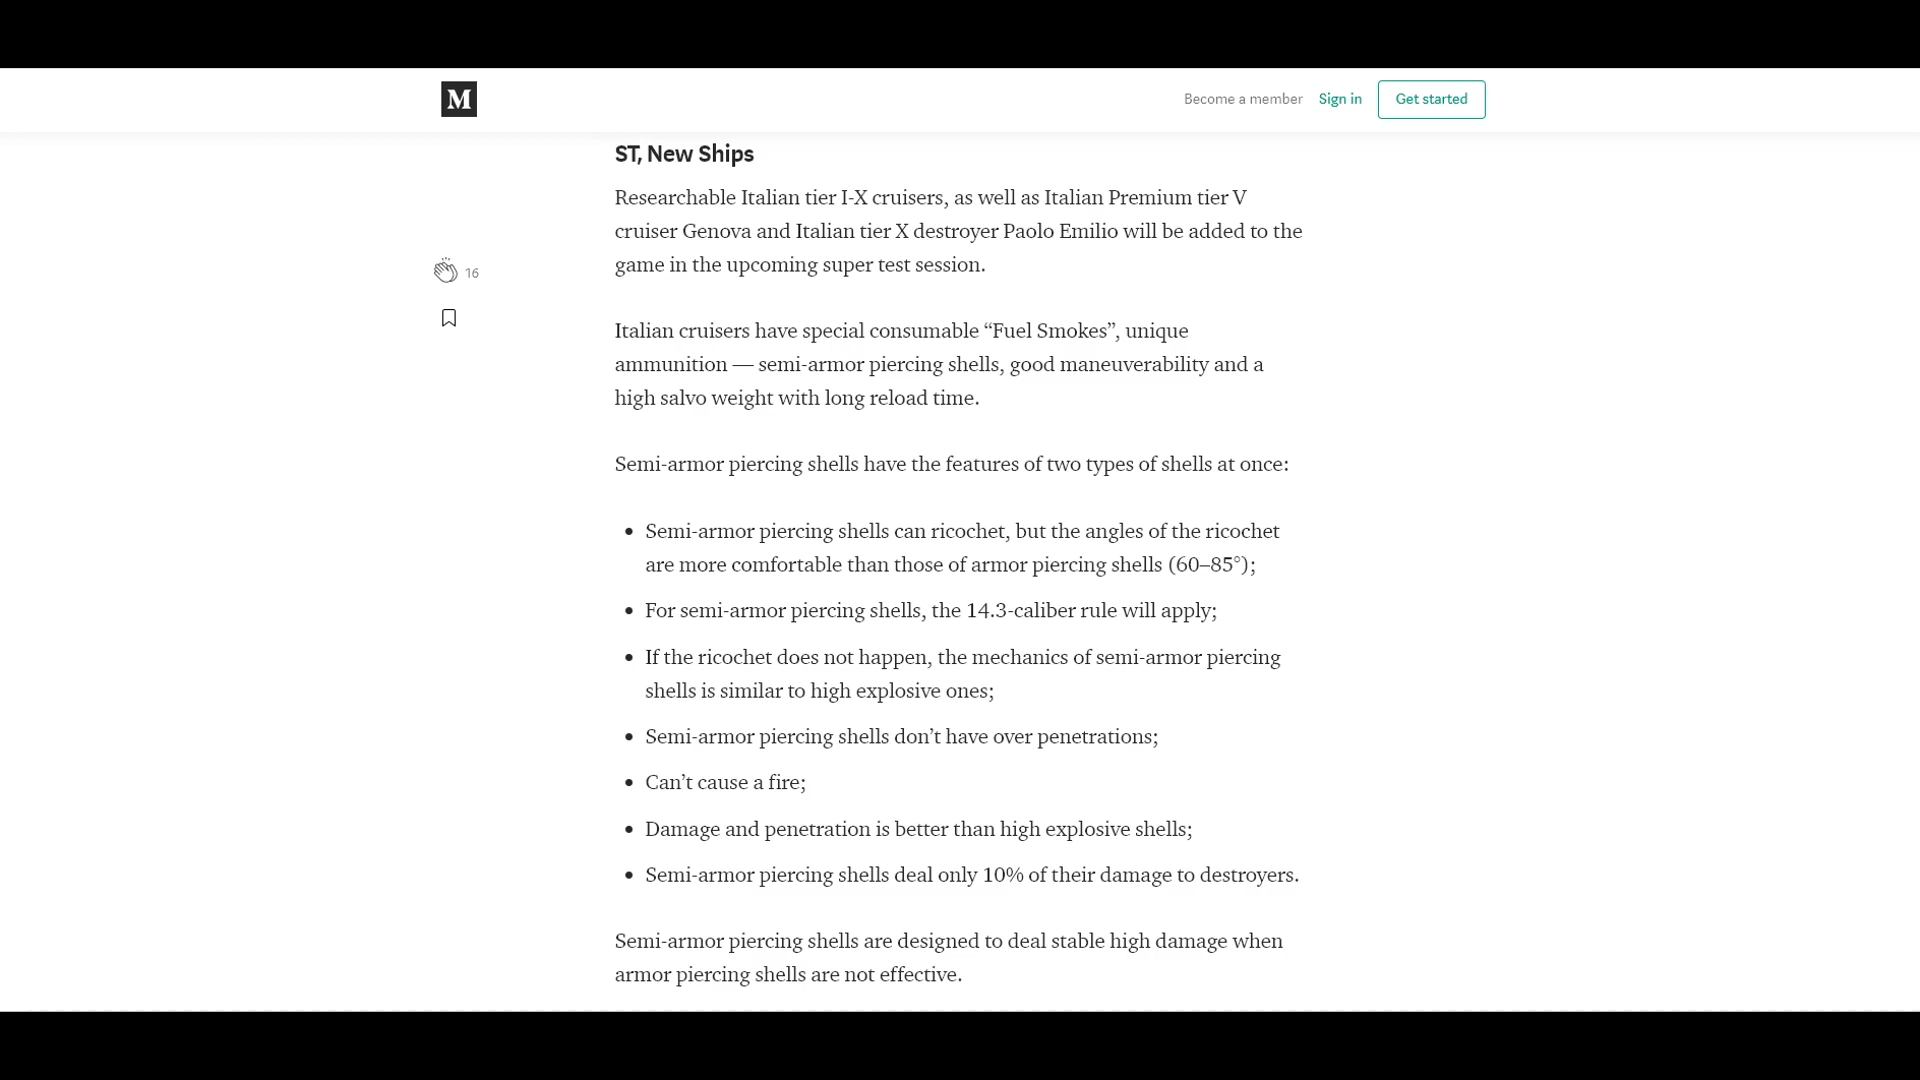 M
Become a member Sign in Get started
ST, New Ships
Researchable Italian tier I-X cruisers, as well as Italian Premium tier V
cruiser Genova and Italian tier X destroyer Paolo Emilio will be added to the
game in the upcoming super test session.
16
Italian cruisers have special consumable “Fuel Smokes”, unique
ammunition — semi-armor piercing shells, good maneuverability and a
high salvo weight with long reload time.
Semi-armor piercing shells have the features of two types of shells at once:
• Semi-armor piercing shells can ricochet, but the angles of the ricochet
are more comfortable than those of armor piercing shells (60–85°);
• For semi-armor piercing shells, the 14.3-caliber rule will apply;
• If the ricochet does not happen, the mechanics of semi-armor piercing
shells is similar to high explosive ones;
• Semi-armor piercing shells don’t have over penetrations;
• Can’t cause a fire;
• Damage and penetration is better than high explosive shells;
• Semi-armor piercing shells deal only 10% of their damage to destroyers.
Semi-armor piercing shells are designed to deal stable high damage when
armor piercing shells are not effective.